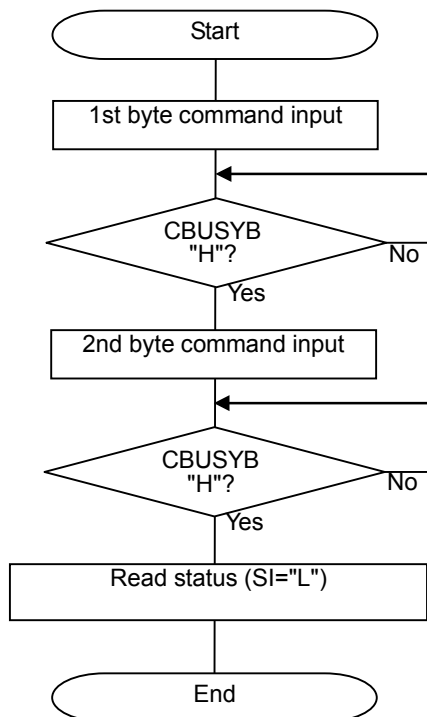 Start
1st byte command input
CBUSYB
"H"?
No
Yes
2nd byte command input
CBUSYB
"H"?
No
Yes
Read status (SI="L")
End